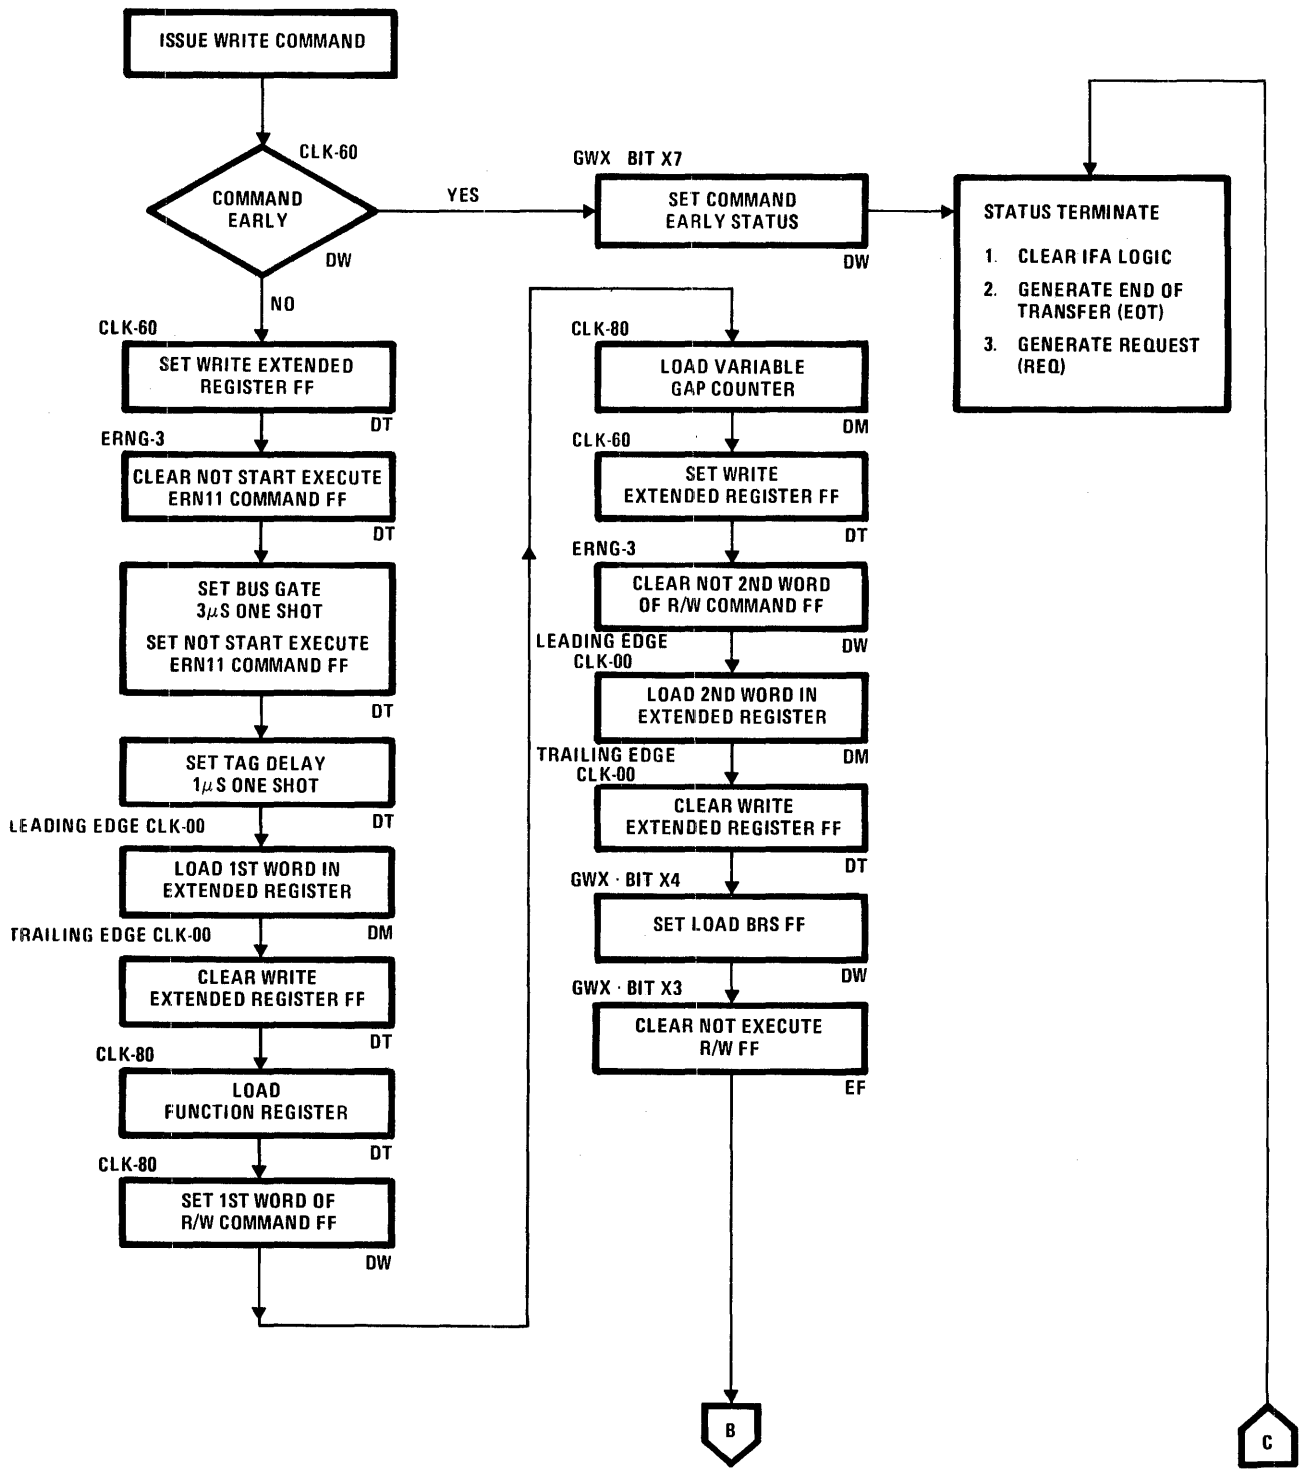 ISSUE WRITE COMMAND
CLK-60
COMMAND
EARLY
DW
YES
NO
GWX BIT X7
SET COMMAND
EARLY STATUS
DW
STATUS TERMINATE
1. CLEAR IFA LOGIC
2. GENERATE END OF
TRANSFER (EOT)
3. GENERATE REQUEST
(REQ)
CLK-60
SET WRITE EXTENDED
REGISTER FF
DT
ERNG-3
CLEAR NOT START EXECUTE
ERN11 COMMAND FF
DT
SET BUS GATE
3μS ONE SHOT
SET NOT START EXECUTE
ERN11 COMMAND FF
DT
SET TAG DELAY
1μS ONE SHOT
DT
LEADING EDGE CLK-00
LOAD 1ST WORD IN
EXTENDED REGISTER
DM
TRAILING EDGE CLK-00
CLEAR WRITE
EXTENDED REGISTER FF
DT
CLK-80
LOAD
FUNCTION REGISTER
DT
CLK-80
SET 1ST WORD OF
R/W COMMAND FF
DW
CLK-80
LOAD VARIABLE
GAP COUNTER
DM
CLK-60
SET WRITE
EXTENDED REGISTER FF
DT
ERNG-3
CLEAR NOT 2ND WORD
OF R/W COMMAND FF
DW
LEADING EDGE
CLK-00
LOAD 2ND WORD IN
EXTENDED REGISTER
DM
TRAILING EDGE
CLK-00
CLEAR WRITE
EXTENDED REGISTER FF
DT
GWX · BIT X4
SET LOAD BRS FF
DW
GWX · BIT X3
CLEAR NOT EXECUTE
R/W FF
EF
B
C